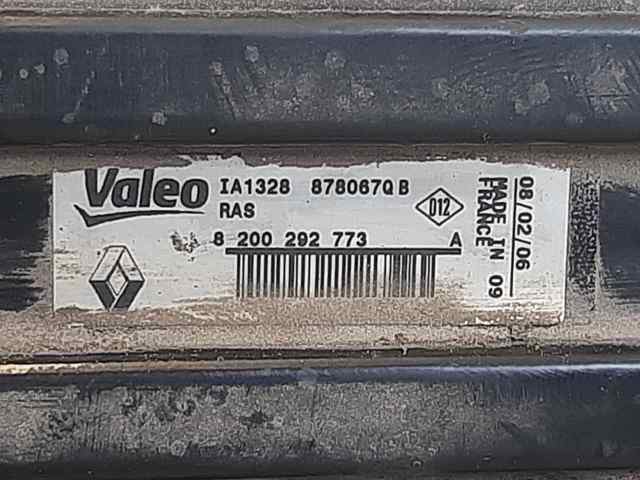 Valeo IA1328 878067Q B
RAS
D12
8 200 292 773 A
MADE IN 09
FRANCE
08/02/06